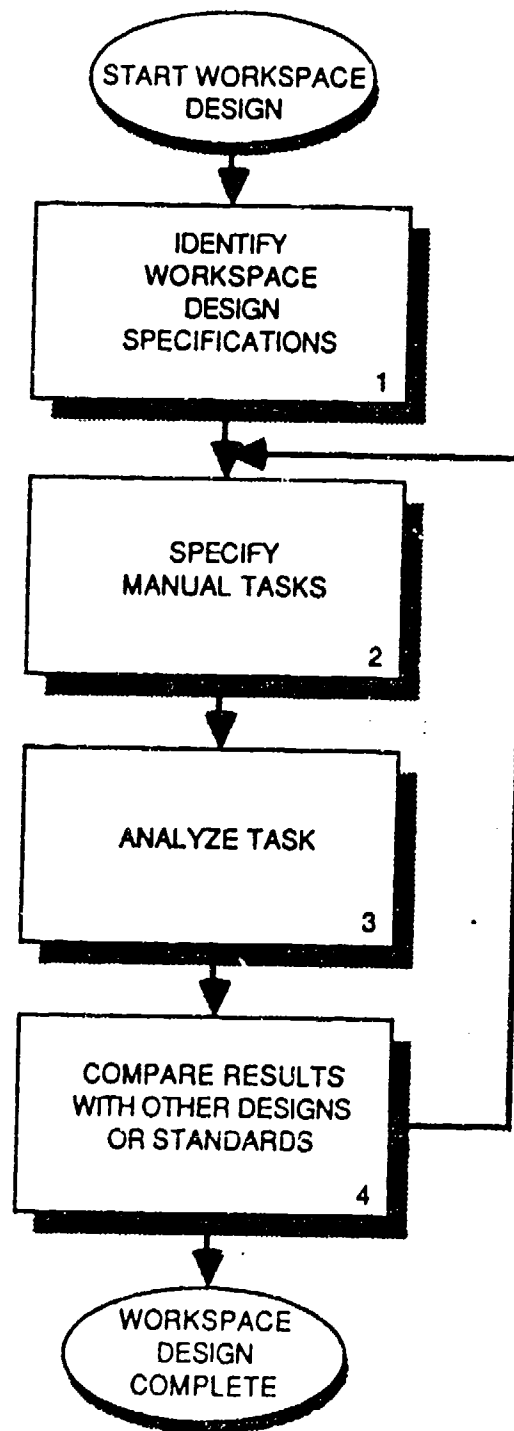 START WORKSPACE
DESIGN
IDENTIFY
WORKSPACE
DESIGN
SPECIFICATIONS
1
SPECIFY
MANUAL TASKS
2
ANALYZE TASK
3
COMPARE RESULTS
WITH OTHER DESIGNS
OR STANDARDS
4
WORKSPACE
DESIGN
COMPLETE